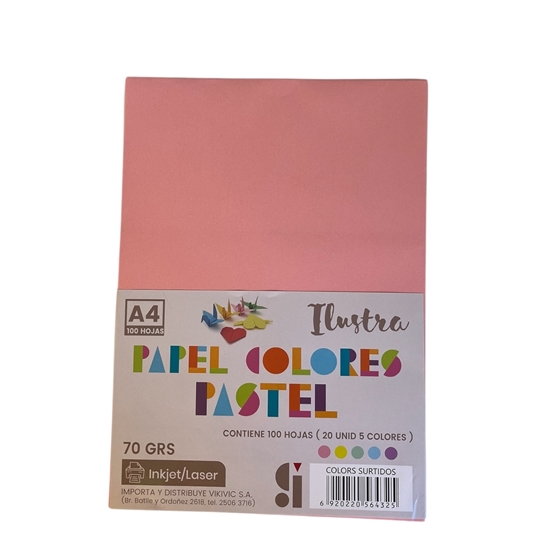 A4
100 HOJAS
Ilustra
PAPEL COLORES
PASTEL
CONTIENE 100 HOJAS ( 20 UNID 5 COLORES )
70 GRS
Inkjet/Laser
IMPORTA Y DISTRIBUYE VIKIVIC S.A.
(Br. Batlle y Ordoñez 2618, tel. 2506 3716)
COLORS SURTIDOS
6 920220 564325